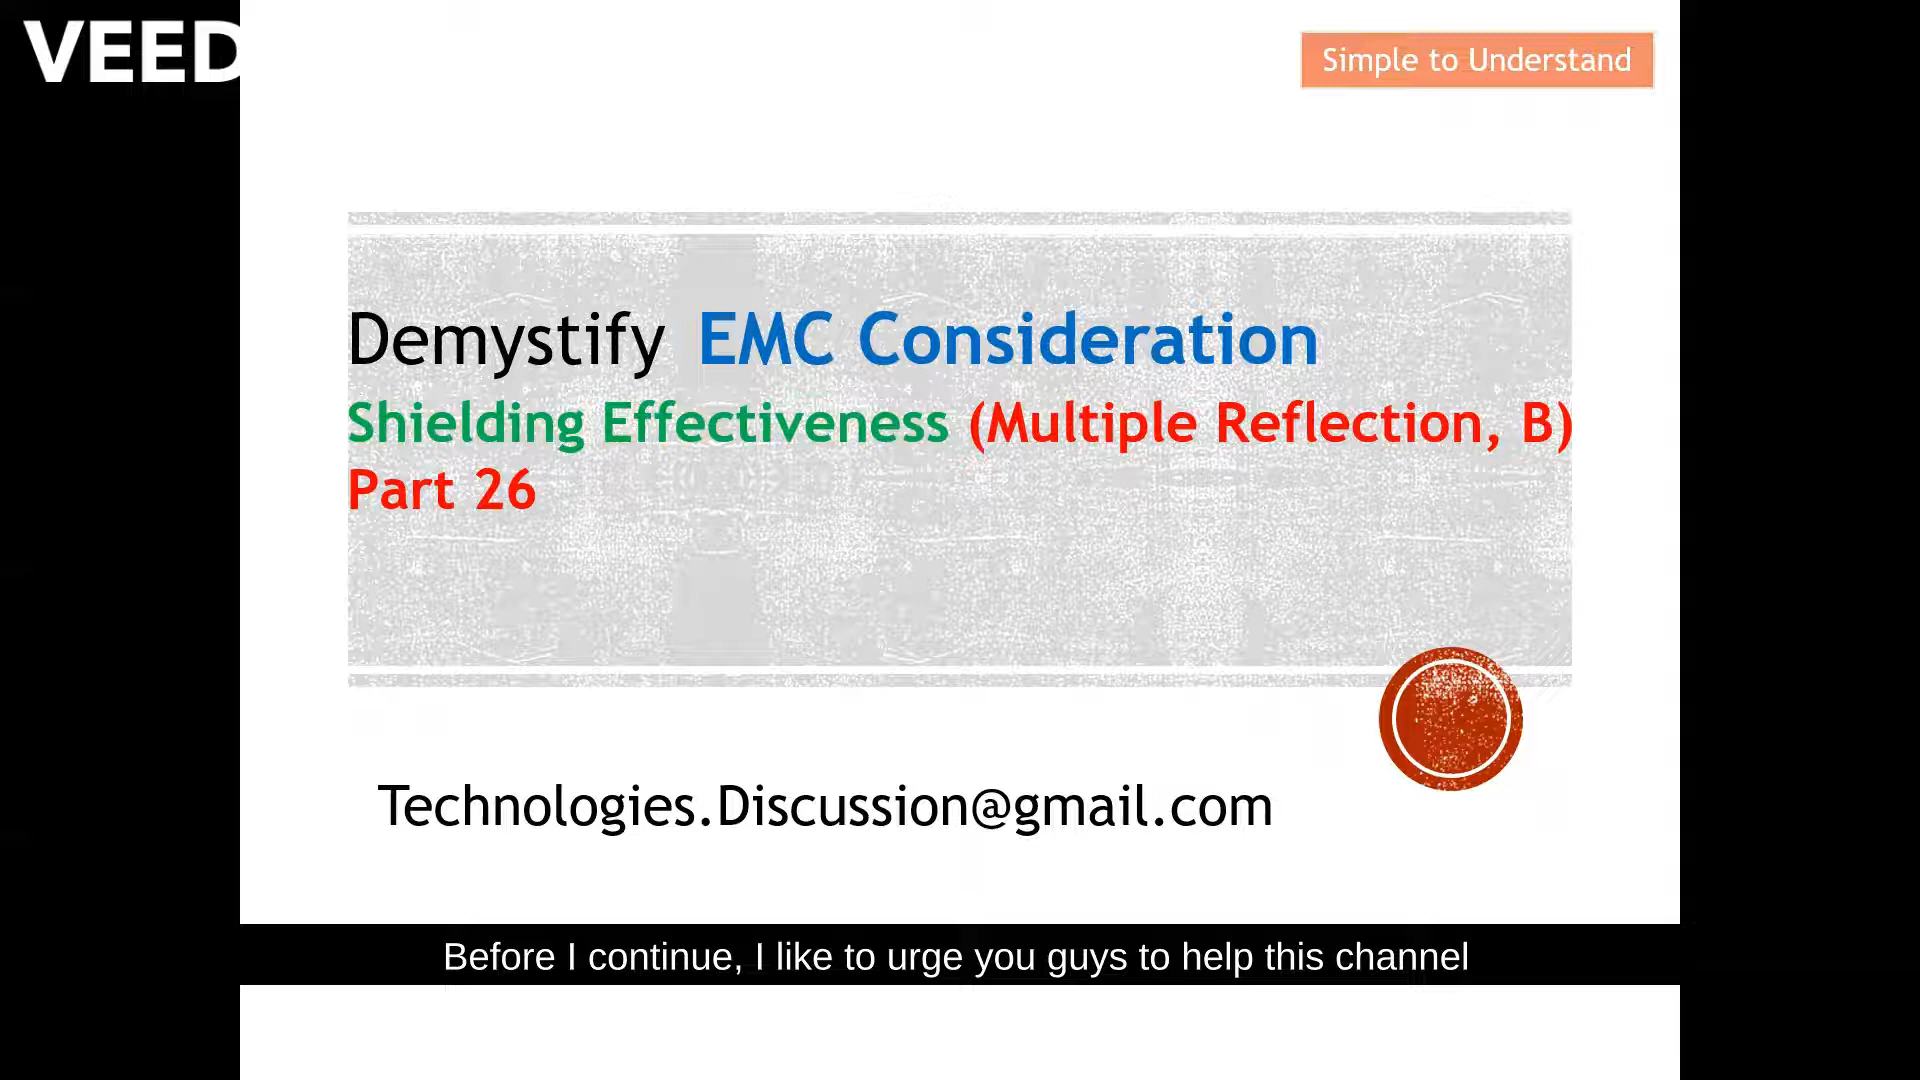 VEED
Simple to Understand
Demystify EMC Consideration
Shielding Effectiveness (Multiple Reflection, B)
Part 26
Technologies.Discussion@gmail.com
Before I continue, I like to urge you guys to help this channel